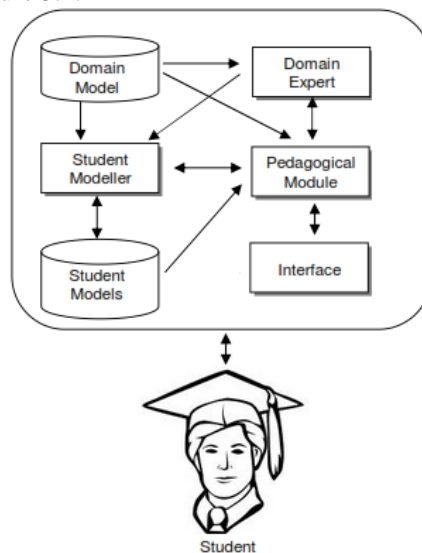 Domain
Model
Domain
Expert
Student
Modeller
Pedagogical
Module
Student
Models
Interface
Student